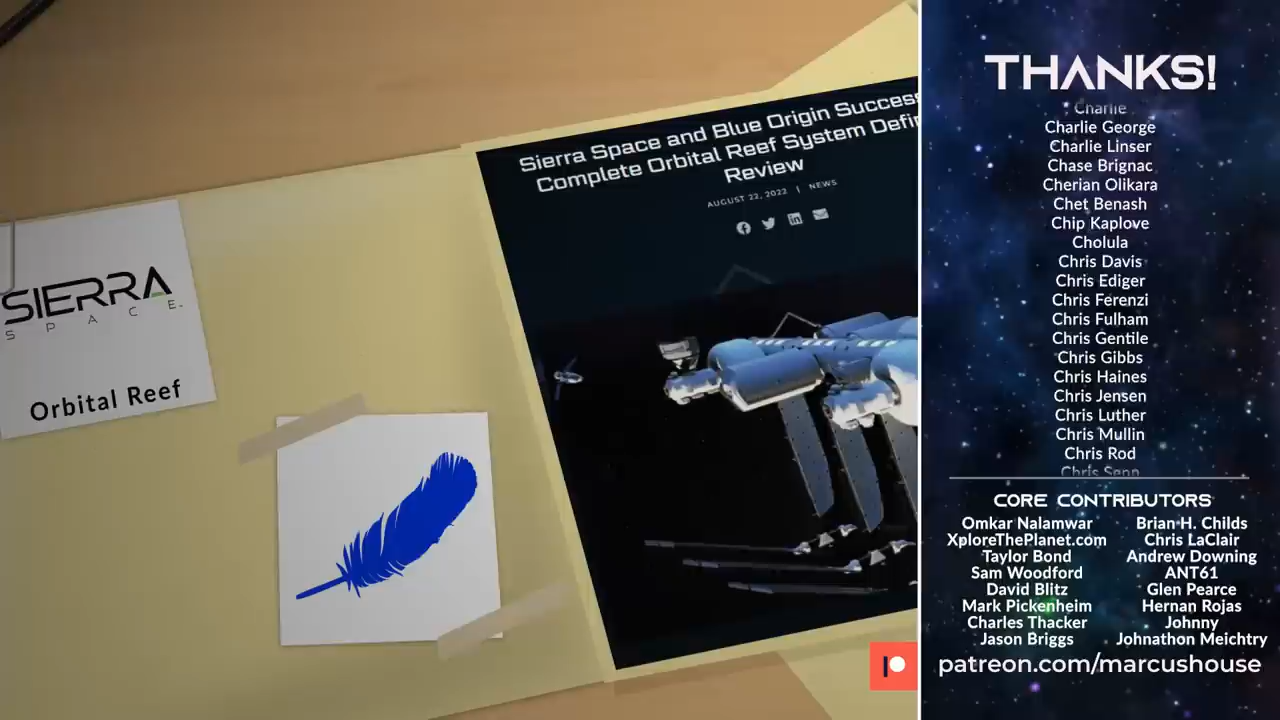 SIERRA
SPACE
Orbital Reef
Sierra Space and Blue Origin
Complete Orbital Reef System
Review
AUGUST 22, 2022 | NEWS
THANKS!
Charlie
Charlie George
Charlie Linser
Chase Brignac
Cherian Olikara
Chet Benash
Chip Kaplove
Cholula
Chris Davis
Chris Ediger
Chris Ferenzi
Chris Fulham
Chris Gentile
Chris Gibbs
Chris Haines
Chris Jensen
Chris Luther
Chris Mullin
Chris Rod
Chris Senn
CORE CONTRIBUTORS
Omkar Nalamwar
Brian H. Childs
XploreThePlanet.com
Chris LaClair
Taylor Bond
Andrew Downing
Sam Woodford
ANT61
David Blitz
Glen Pearce
Mark Pickenheim
Hernan Rojas
Charles Thacker
Johnny
Jason Briggs
Johnathon Meichtry
patreon.com/marcushouse